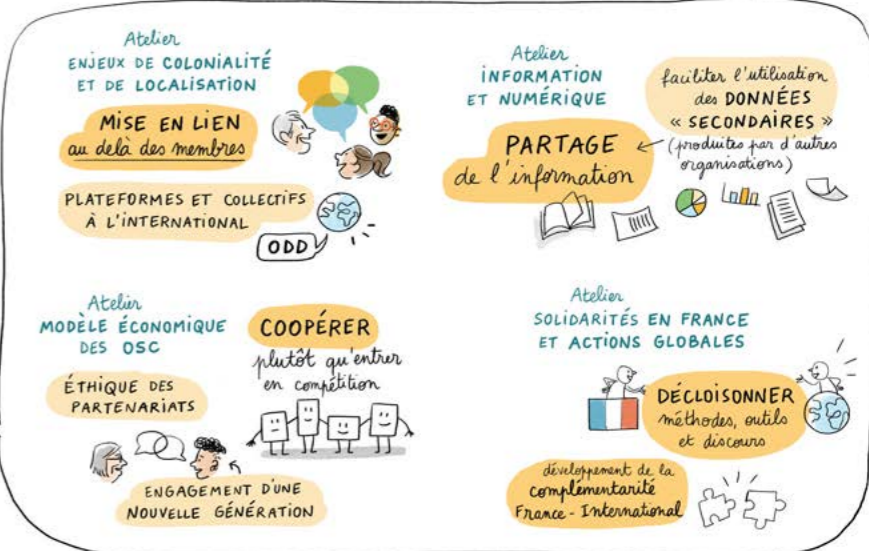 Atelier
ENJEUX DE COLONIALITÉ
ET DE LOCALISATION
MISE EN LIEN
au delà des membres
PLATEFORMES ET COLLECTIFS
À L'INTERNATIONAL
ODD
Atelier
INFORMATION
ET NUMÉRIQUE
PARTAGE
de l'information
faciliter l'utilisation
des DONNÉES
« SECONDAIRES »
(produites par d'autres
organisations)
Atelier
MODÈLE ÉCONOMIQUE
DES OSC
ÉTHIQUE DES
PARTENARIATS
COOPÉRER
plutôt qu'entrer
en compétition
ENGAGEMENT D'UNE
NOUVELLE GÉNÉRATION
Atelier
SOLIDARITÉS EN FRANCE
ET ACTIONS GLOBALES
DÉCLOISONNER
méthodes, outils
et discours
développement de la
complémentarité
France - International